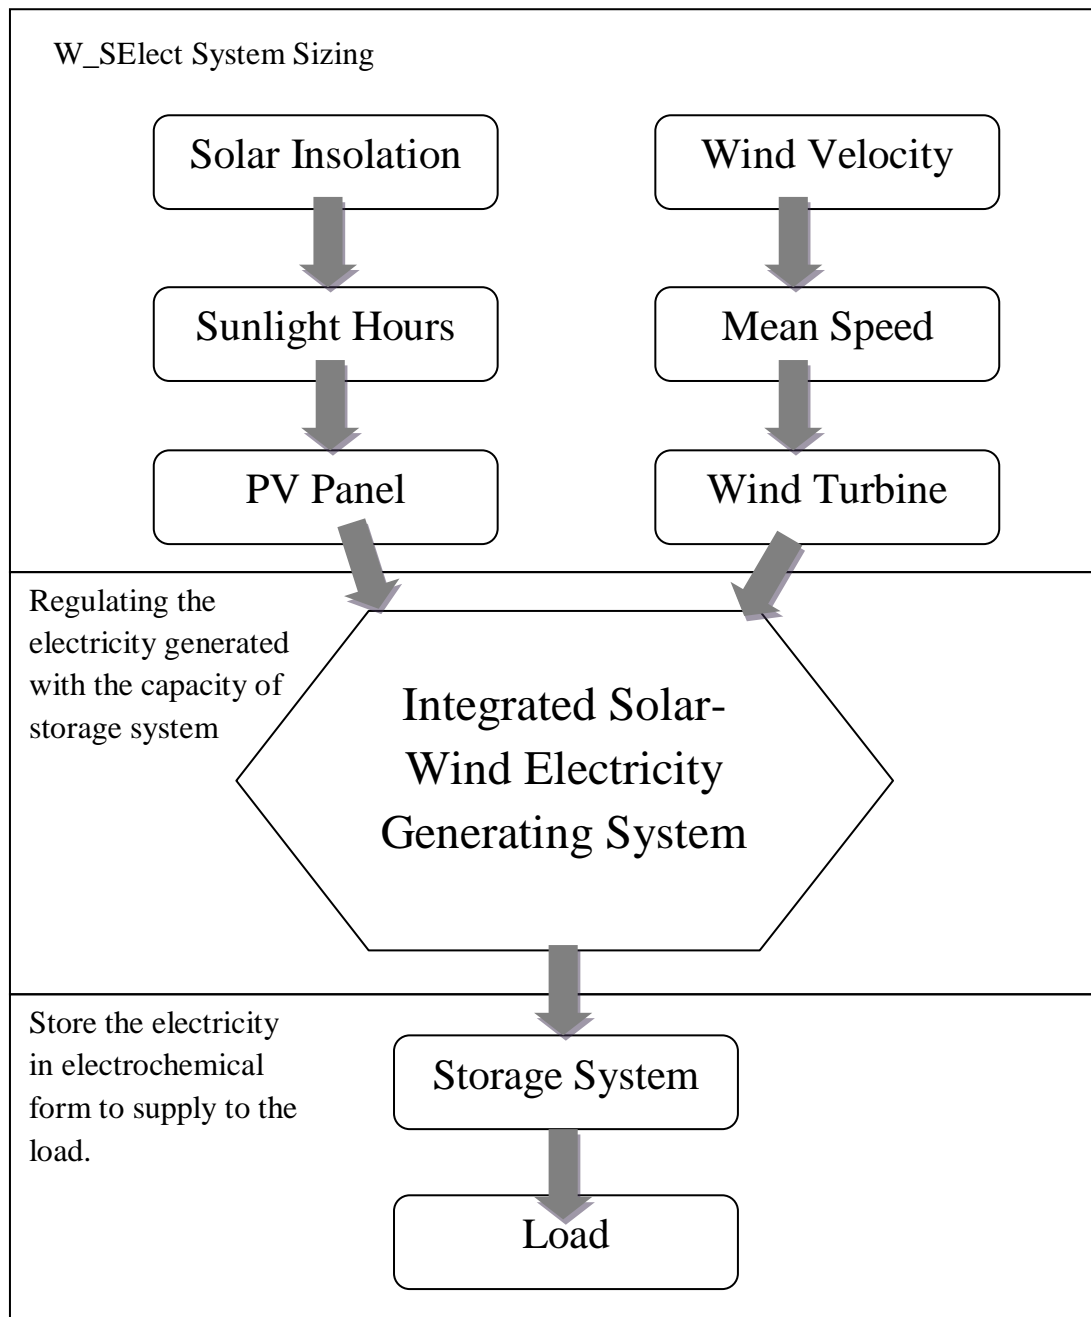 W_SElect System Sizing
Solar Insolation
Wind Velocity
Sunlight Hours
Mean Speed
PV Panel
Wind Turbine
Regulating the
electricity generated
with the capacity of
storage system
Integrated Solar-
Wind Electricity
Generating System
Store the electricity
in electrochemical
form to supply to the
load.
Storage System
Load